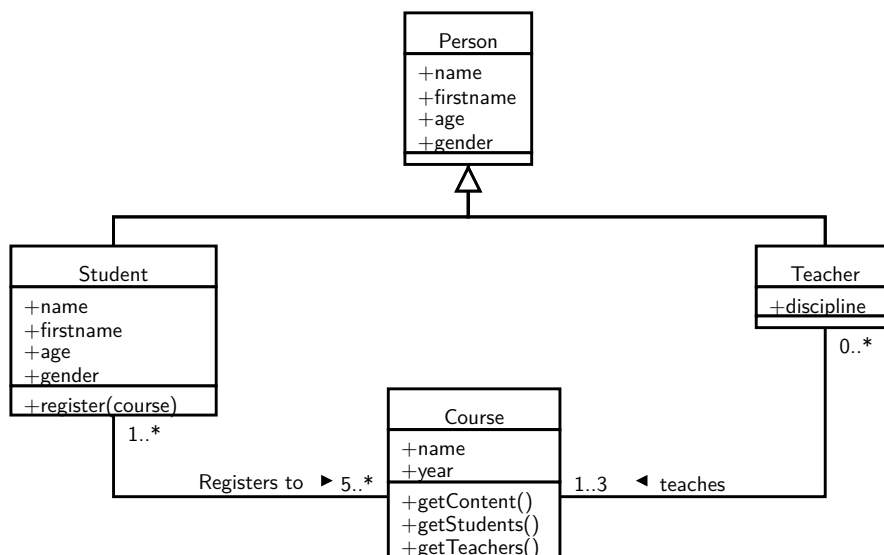 Person
+name
+firstname
+age
+gender
Student
+name
+firstname
+age
+gender
+register(course)
Teacher
+discipline
0..*
1..*
Registers to ►
5..*
Course
+name
+year
+getContent()
+getStudents()
+getTeachers()
1..3
◄ teaches